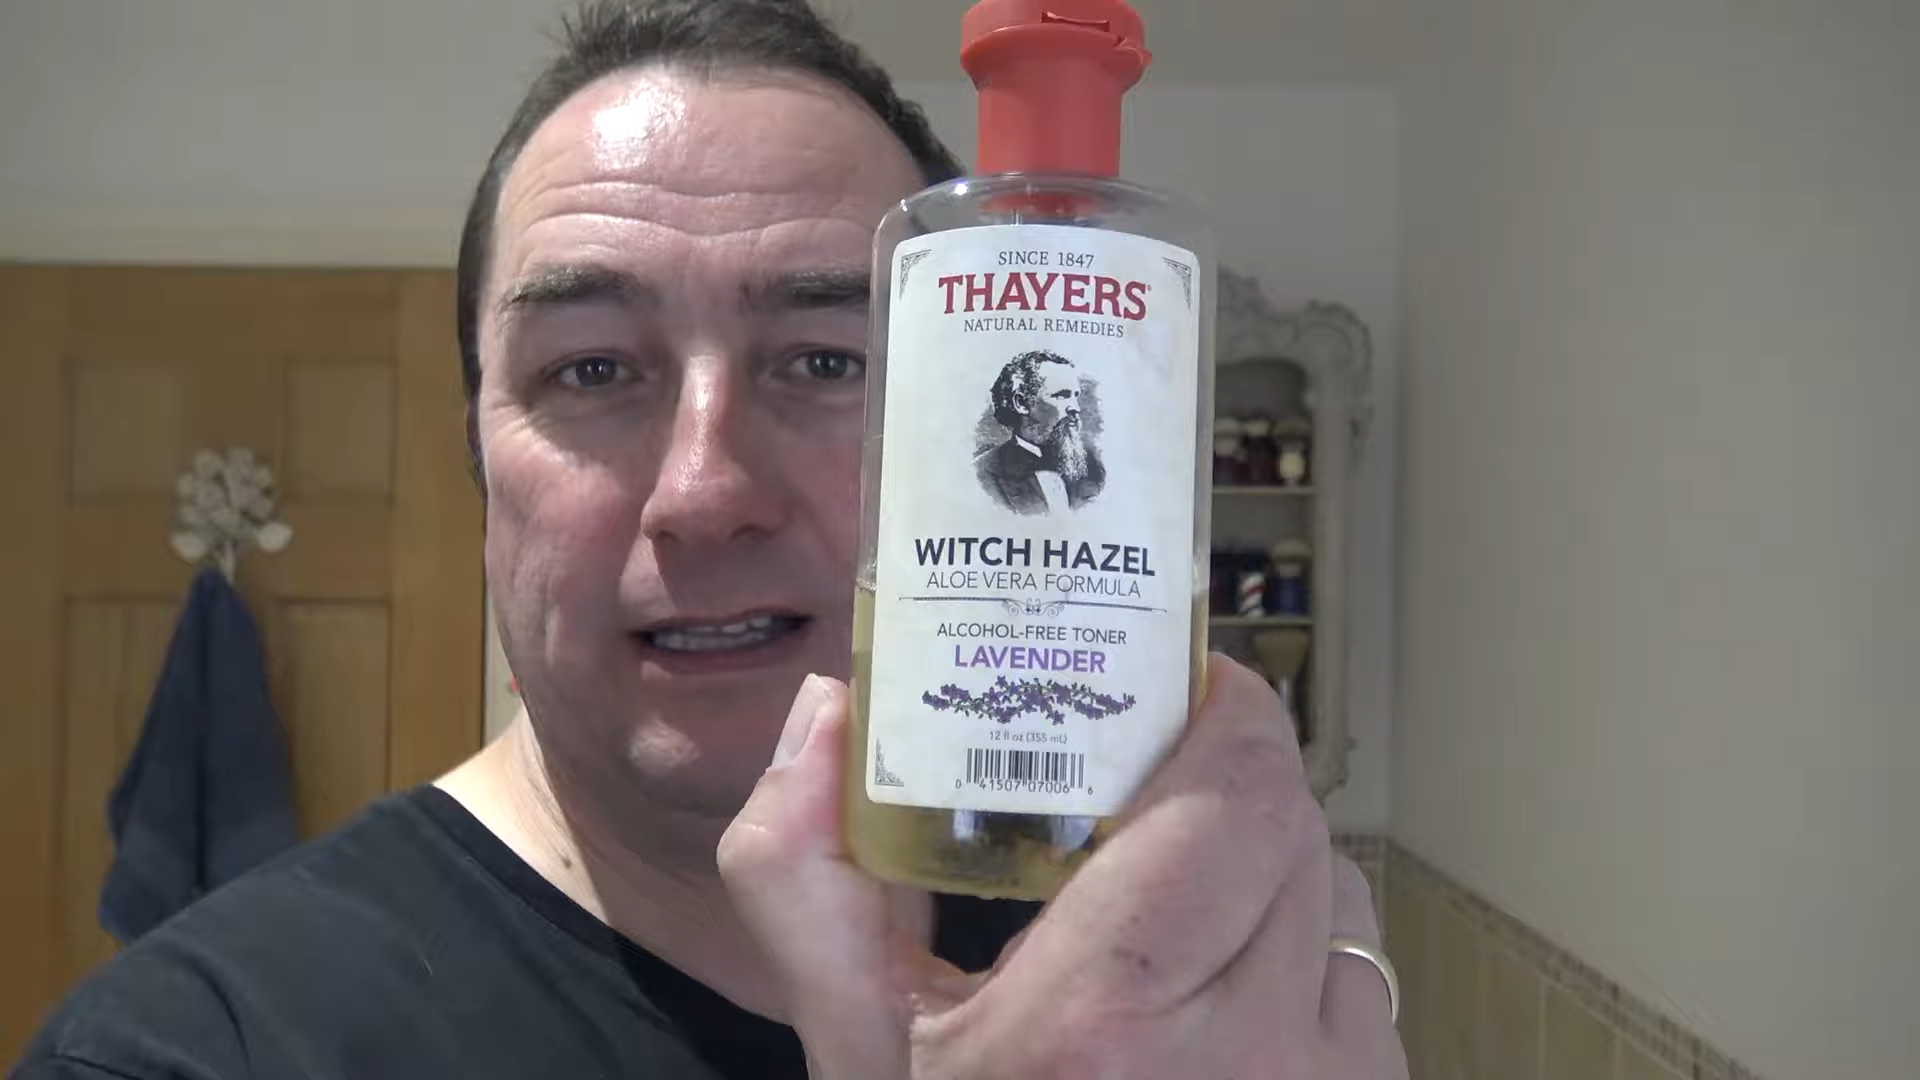 SINCE 1847
THAYERS
NATURAL REMEDIES
WITCH HAZEL
ALOE VERA FORMULA
ALCOHOL-FREE TONER
LAVENDER
12 fl oz (355 mL)
0 41507 07006 6